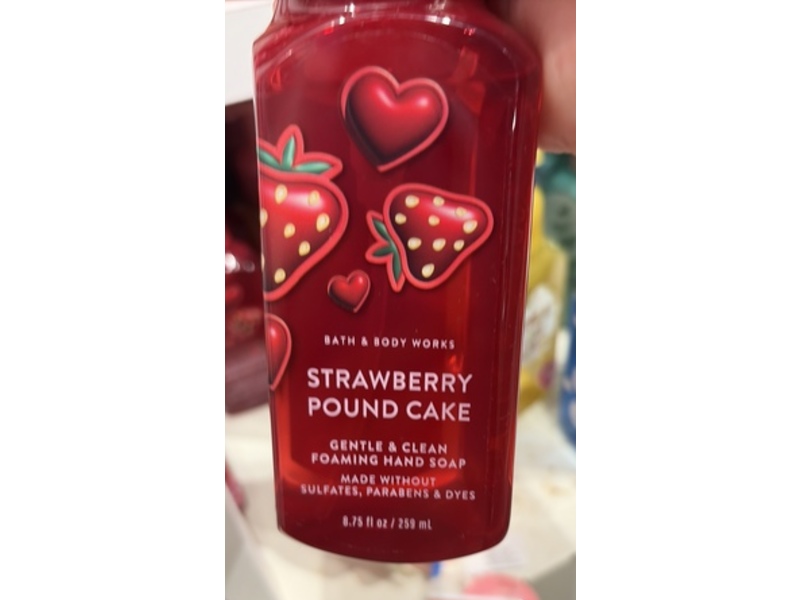 BATH & BODY WORKS
STRAWBERRY
POUND CAKE
GENTLE & CLEAN
FOAMING HAND SOAP
MADE WITHOUT
SULFATES, PARABENS & DYES
8.75 fl oz / 259 mL